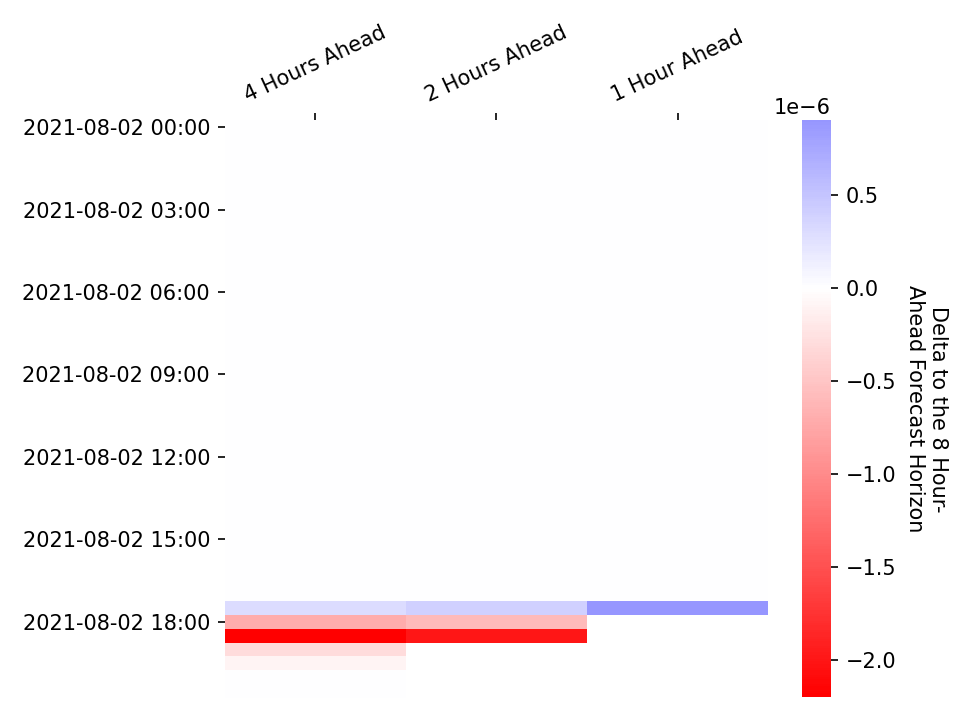 4 Hours Ahead
2 Hours Ahead
1 Hour Ahead
1e−6
2021-08-02 00:00
2021-08-02 03:00
2021-08-02 06:00
2021-08-02 09:00
2021-08-02 12:00
2021-08-02 15:00
2021-08-02 18:00
0.5
0.0
−0.5
−1.0
−1.5
−2.0
Delta to the 8 Hour-
Ahead Forecast Horizon